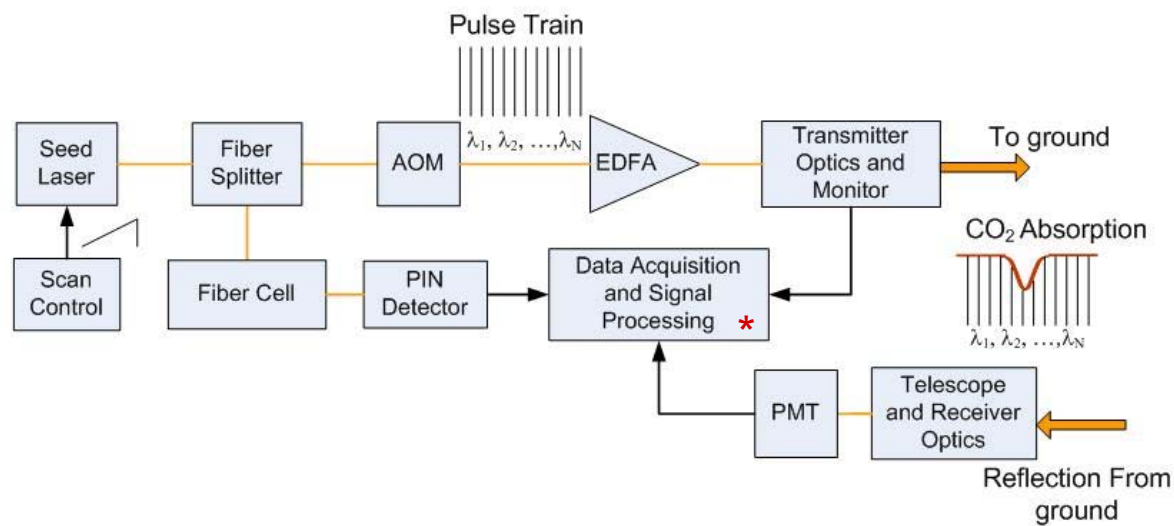 Pulse Train
λ1, λ2, …,λN
Seed
Laser
Fiber
Splitter
AOM
EDFA
Transmitter
Optics and
Monitor
To ground
CO2 Absorption
λ1, λ2, …,λN
Scan
Control
Fiber Cell
PIN
Detector
Data Acquisition
and Signal
Processing *
PMT
Telescope
and Receiver
Optics
Reflection From
ground